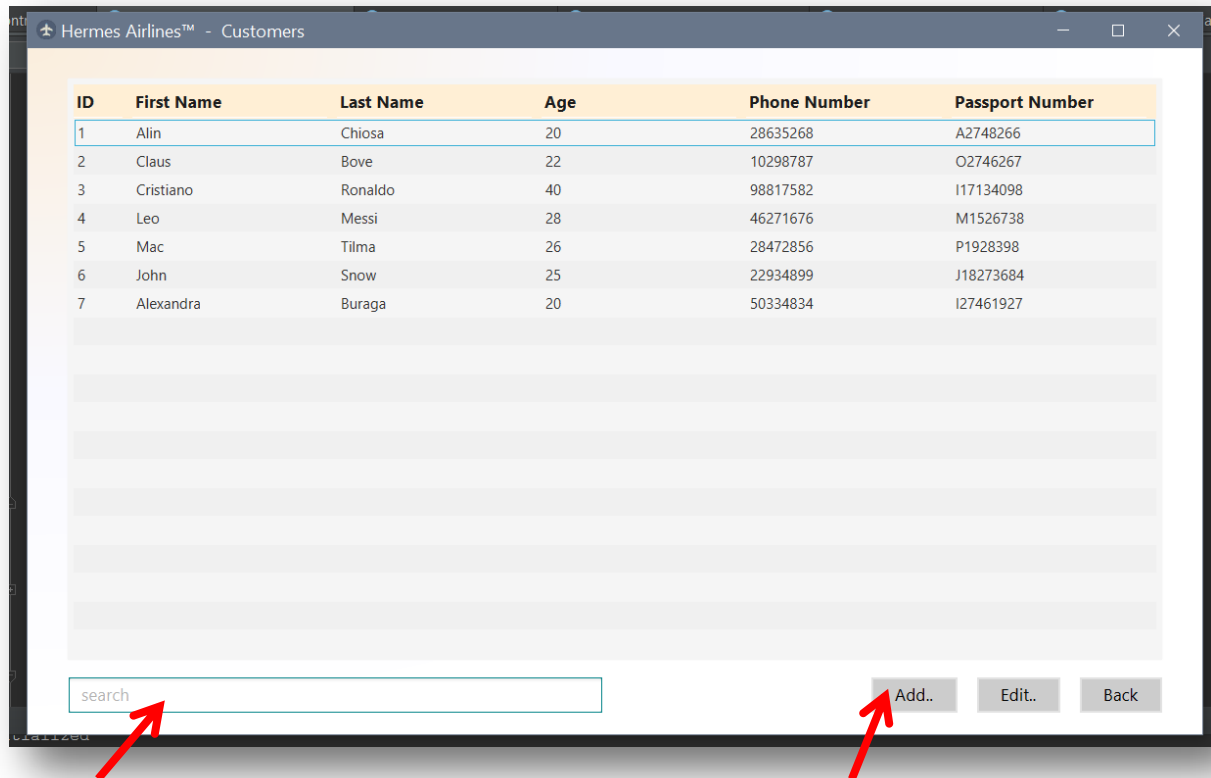 Hermes Airlines™ - Customers
ID First Name Last Name Age Phone Number Passport Number
1 Alin Chiosa 20 28635268 A2748266
2 Claus Bove 22 10298787 O2746267
3 Cristiano Ronaldo 40 98817582 I17134098
4 Leo Messi 28 46271676 M1526738
5 Mac Tilma 26 28472856 P1928398
6 John Snow 25 22934899 J18273684
7 Alexandra Buraga 20 50334834 I27461927
search Add.. Edit.. Back